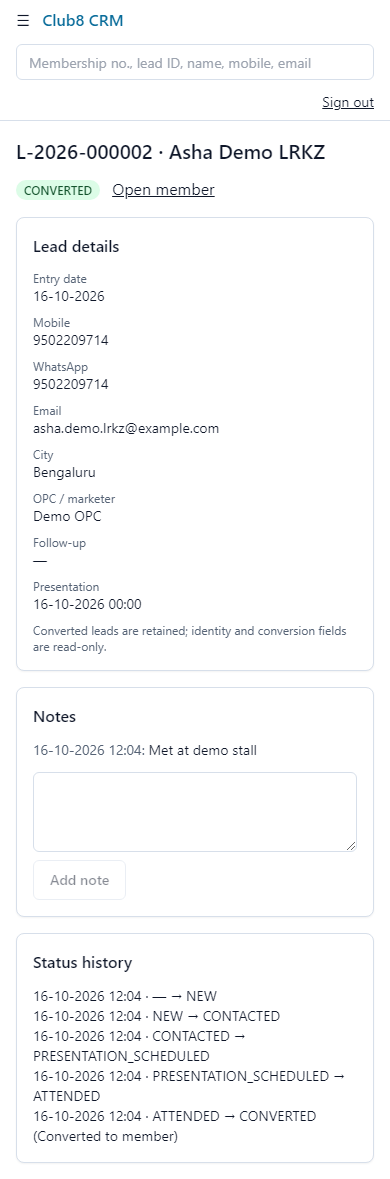 ☰ Club8 CRM
Membership no., lead ID, name, mobile, email
Sign out
L-2026-000002 · Asha Demo LRKZ
CONVERTED Open member
Lead details
Entry date
16-10-2026
Mobile
9502209714
WhatsApp
9502209714
Email
asha.demo.lrkz@example.com
City
Bengaluru
OPC / marketer
Demo OPC
Follow-up
—
Presentation
16-10-2026 00:00
Converted leads are retained; identity and conversion fields
are read-only.
Notes
16-10-2026 12:04: Met at demo stall
Add note
Status history
16-10-2026 12:04 · — → NEW
16-10-2026 12:04 · NEW → CONTACTED
16-10-2026 12:04 · CONTACTED →
PRESENTATION_SCHEDULED
16-10-2026 12:04 · PRESENTATION_SCHEDULED →
ATTENDED
16-10-2026 12:04 · ATTENDED → CONVERTED
(Converted to member)